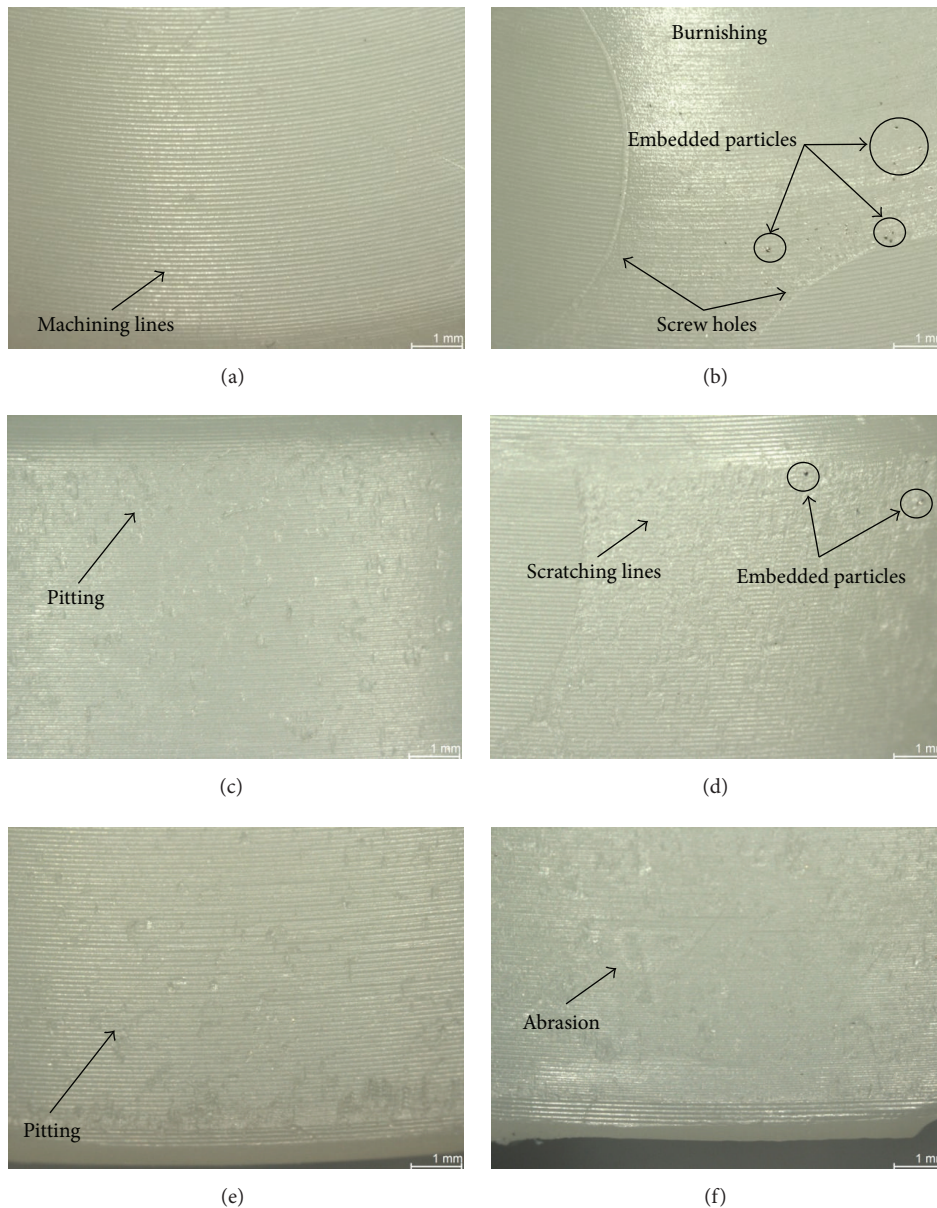 Machining lines
1 mm
(a)
Burnishing
Embedded particles
Screw holes
1 mm
(b)
Pitting
1 mm
(c)
Scratching lines
Embedded particles
1 mm
(d)
Pitting
1 mm
(e)
Abrasion
1 mm
(f)